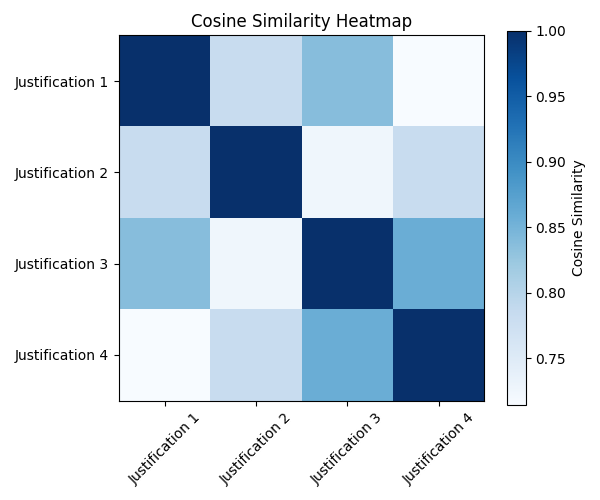 Cosine Similarity Heatmap
Justification 1
Justification 2
Justification 3
Justification 4
Justification 1
Justification 2
Justification 3
Justification 4
1.00
0.95
0.90
0.85
0.80
0.75
Cosine Similarity